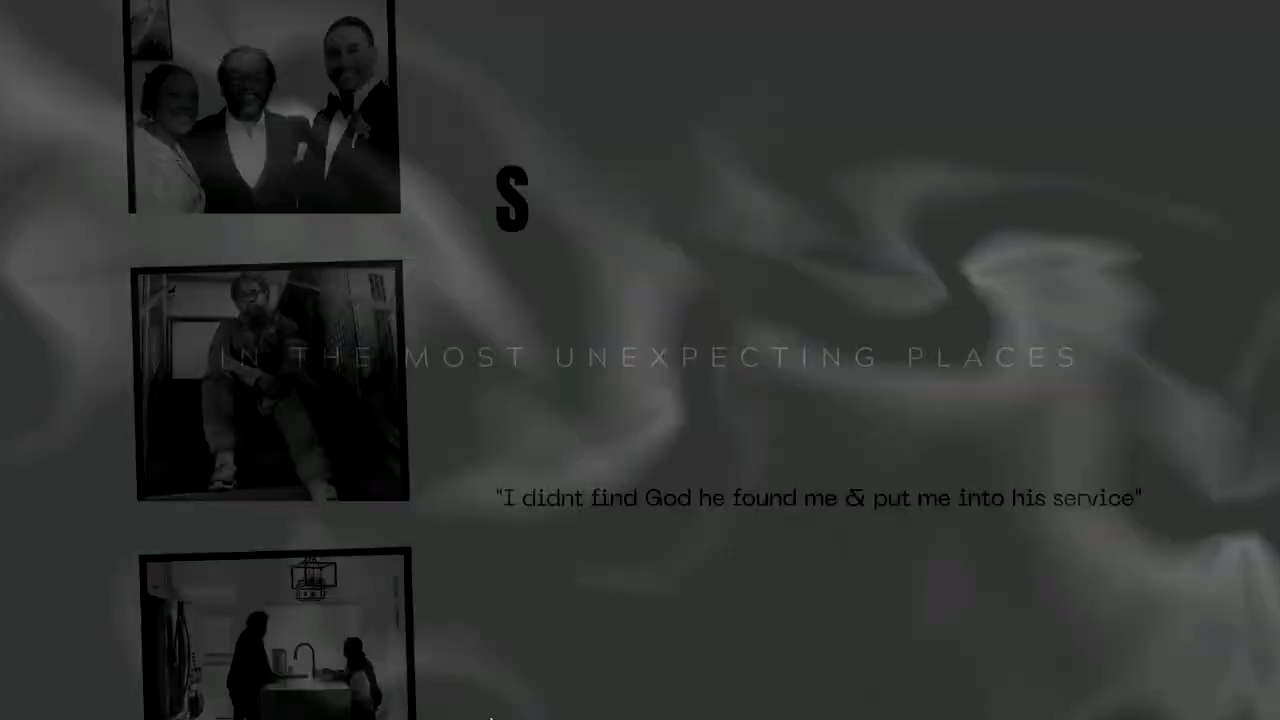 S
IN THE MOST UNEXPECTING PLACES
"I didnt find God he found me & put me into his service"